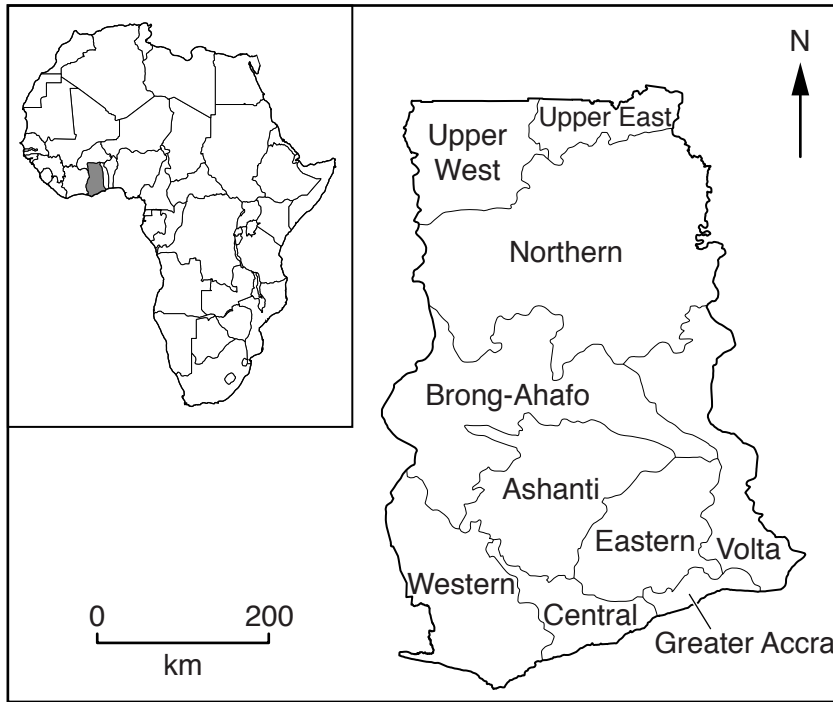 N
Upper East
Upper
West
Northern
Brong-Ahafo
Ashanti
Eastern
Volta
Western
Central
Greater Accra
0 200
km